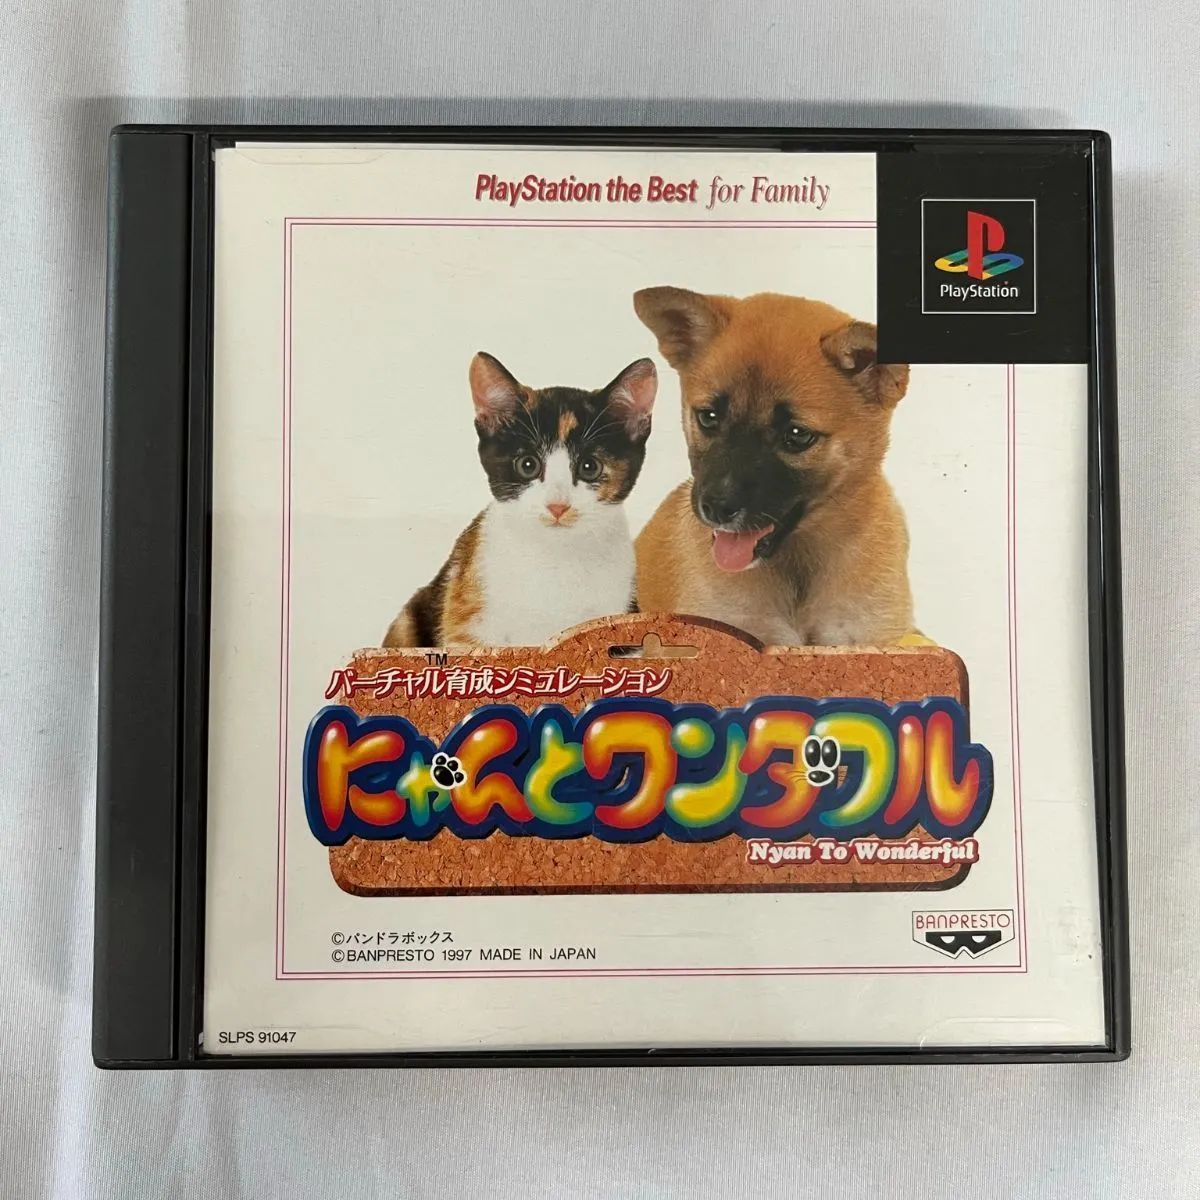 PlayStation the Best for Family
PlayStation
TM
バーチャル育成シミュレーション
にゃんとワンダフル
Nyan To Wonderful
BANPRESTO
©パンドラボックス
©BANPRESTO 1997 MADE IN JAPAN
SLPS 91047